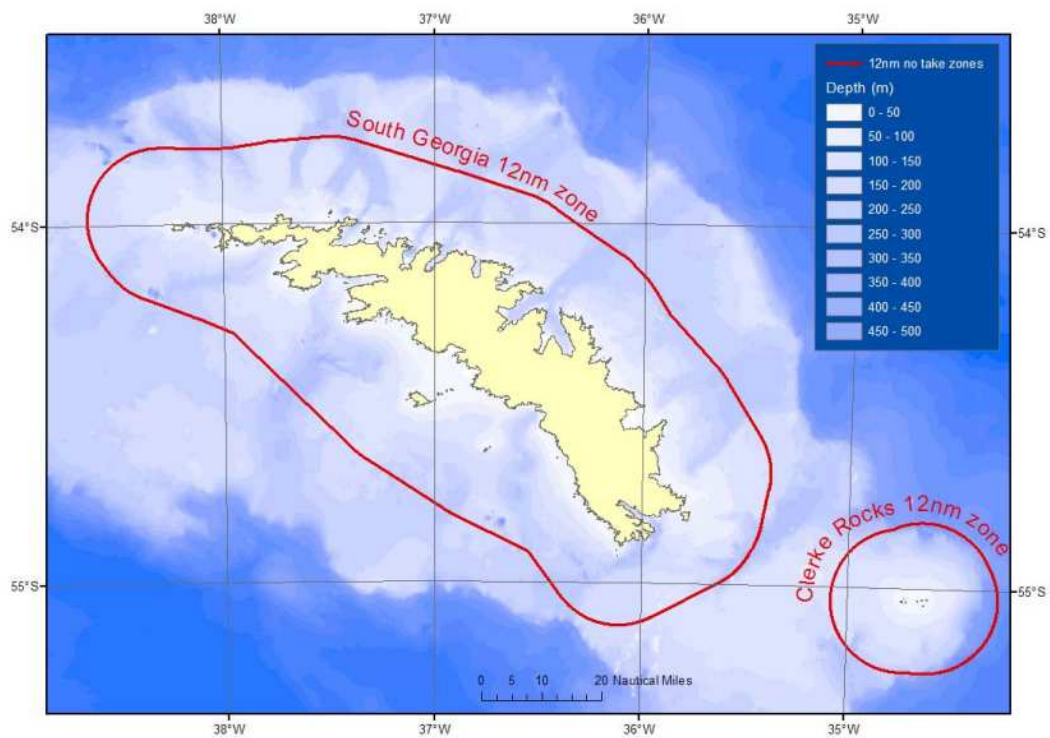 38°W 37°W 36°W 35°W
12nm no take zones
Depth (m)
0 - 50
50 - 100
100 - 150
150 - 200
200 - 250
250 - 300
300 - 350
350 - 400
400 - 450
450 - 500
South Georgia 12nm zone
54°S 54°S
Clerke Rocks 12nm zone
55°S 55°S
0 5 10 20 Nautical Miles
38°W 37°W 36°W 35°W